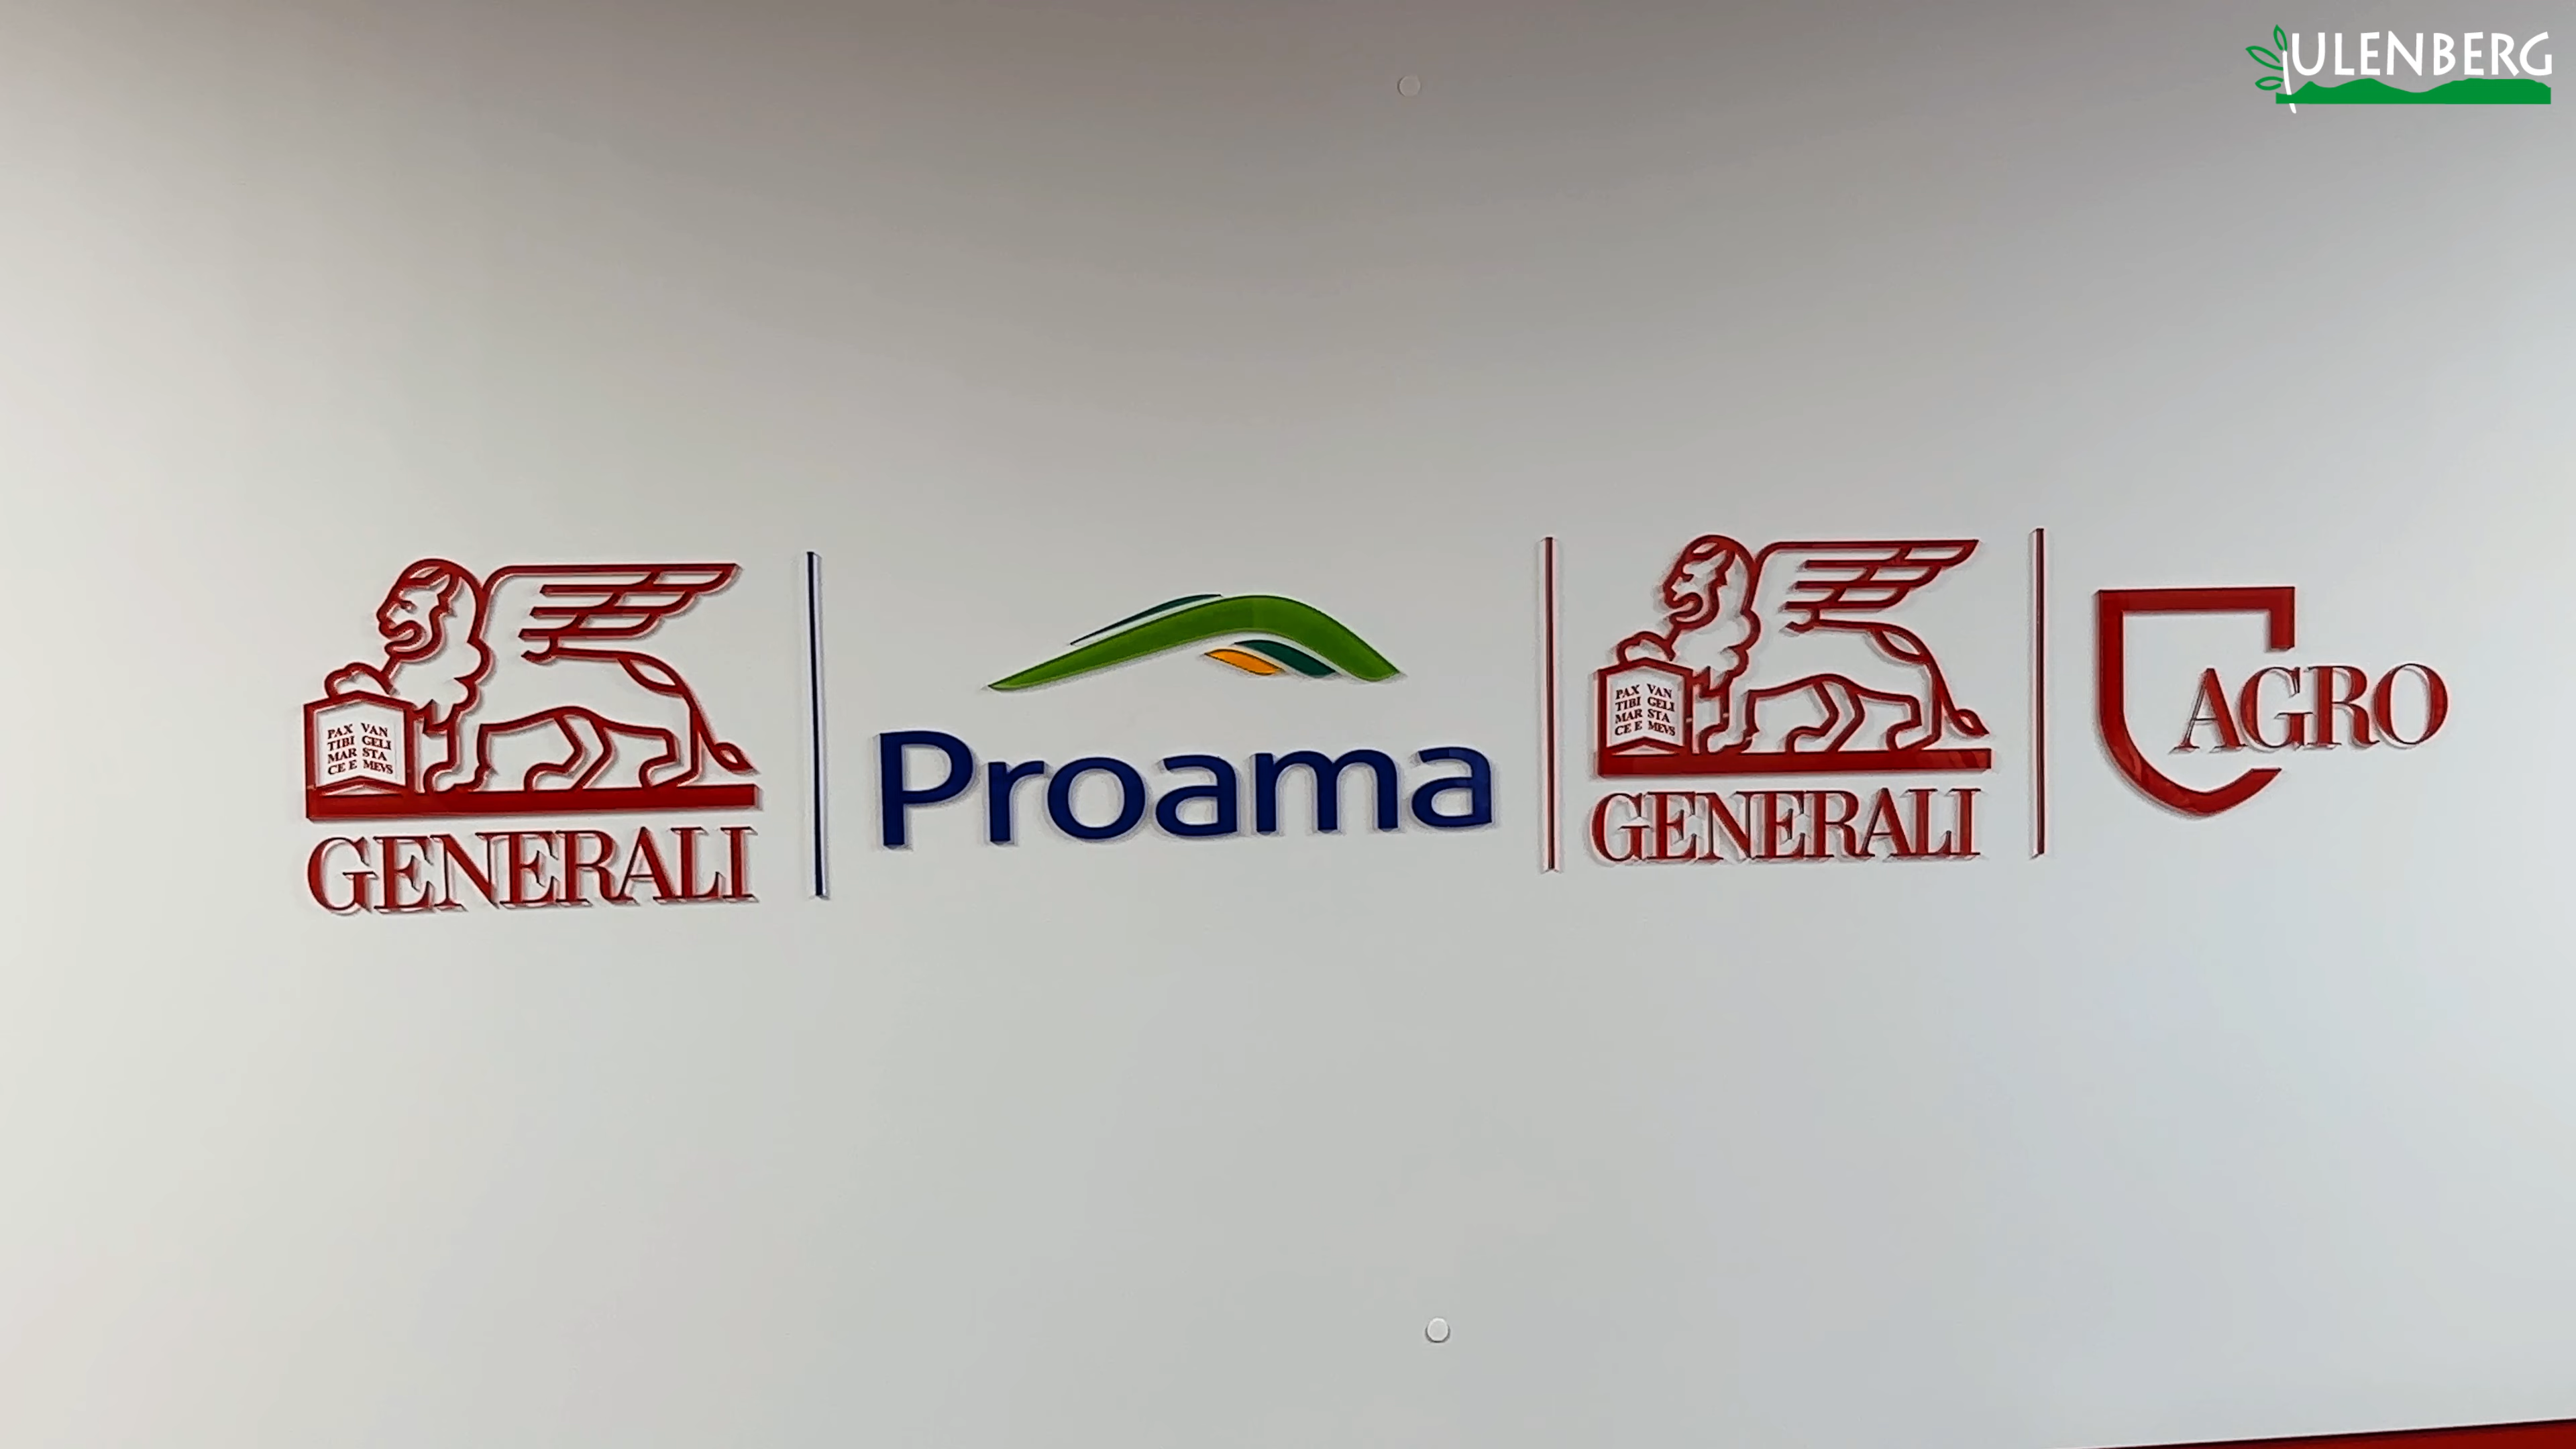 ULENBERG
PAX VAN
TIBI GELI
MAR STA
CE E MEVS
GENERALI
Proama
PAX VAN
TIBI GELI
MAR STA
CE E MEVS
GENERALI
AGRO